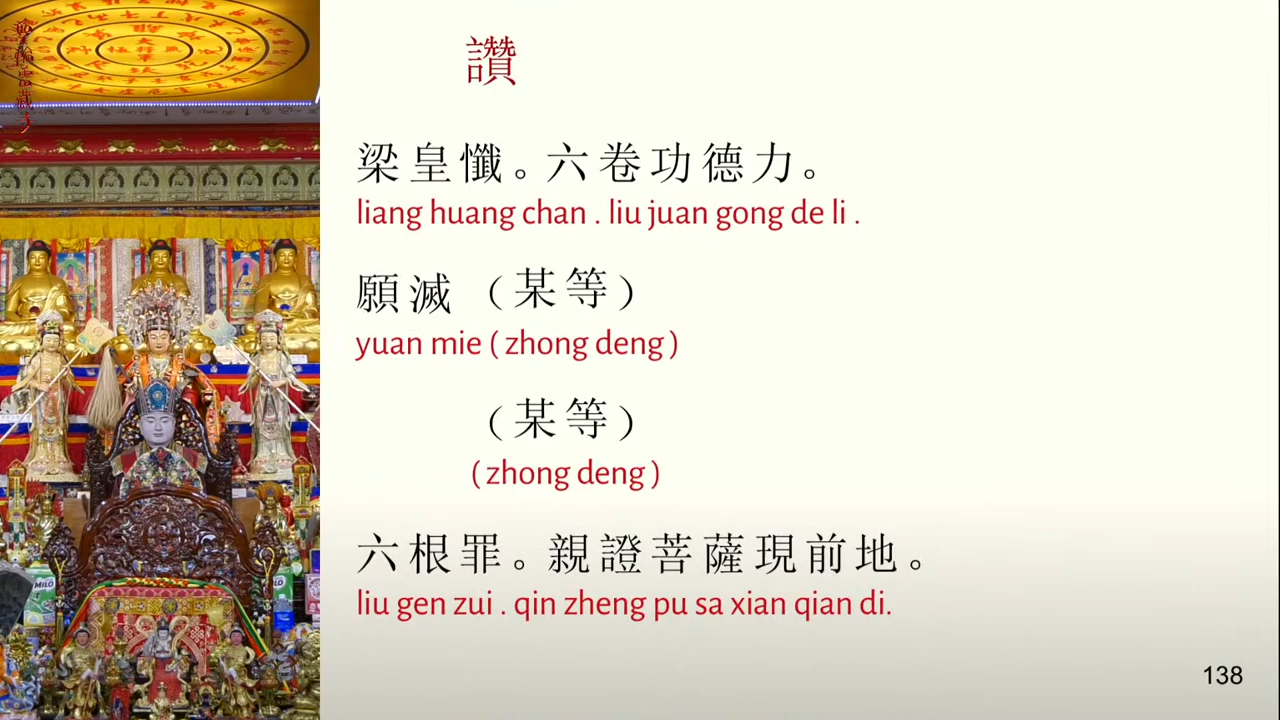 讚
梁皇懺。六卷功德力。
liang huang chan . liu juan gong de li .
願滅（某等）
yuan mie ( zhong deng )
（某等）
( zhong deng )
六根罪。親證菩薩現前地。
liu gen zui . qin zheng pu sa xian qian di.
138
MILO
MILO